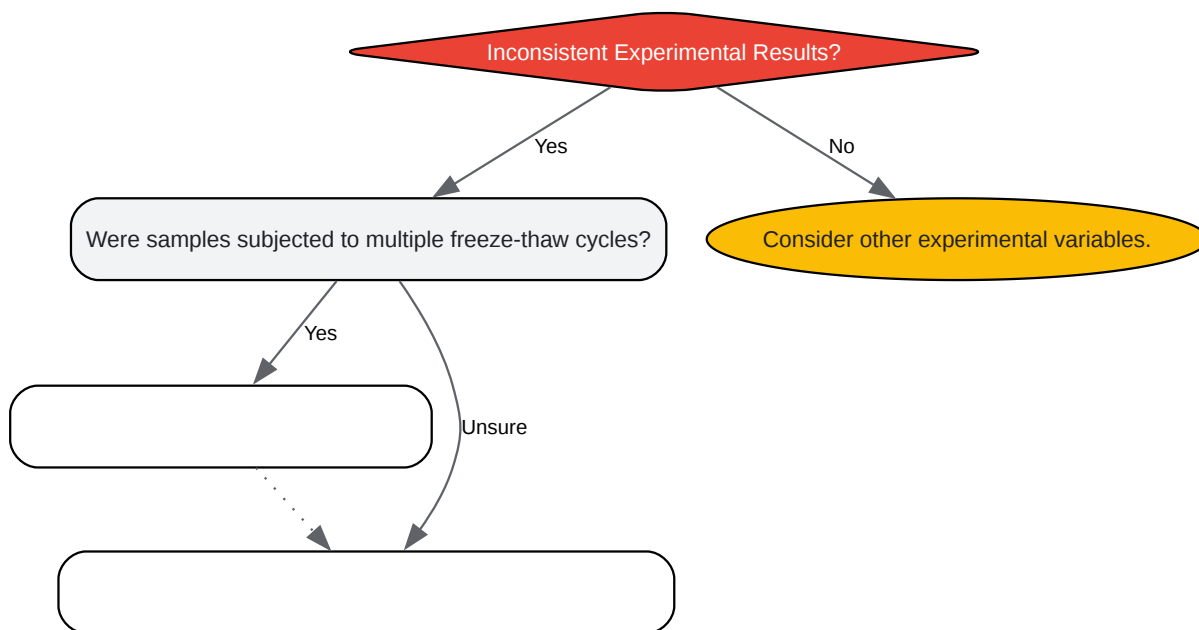 Inconsistent Experimental Results?
Yes
No
Were samples subjected to multiple freeze-thaw cycles?
Consider other experimental variables.
Yes
Unsure